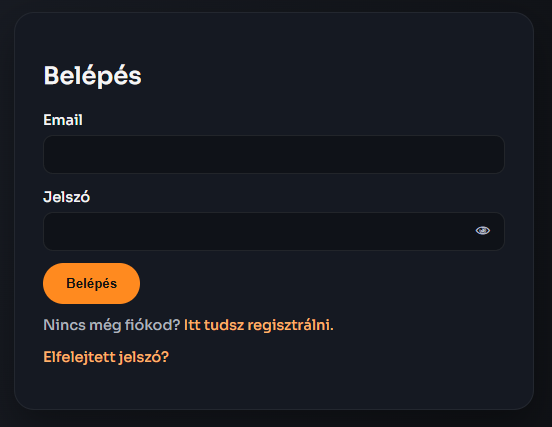 Belépés
Email
Jelszó
Belépés
Nincs még fiókod? Itt tudsz regisztrálni.
Elfelejtett jelszó?